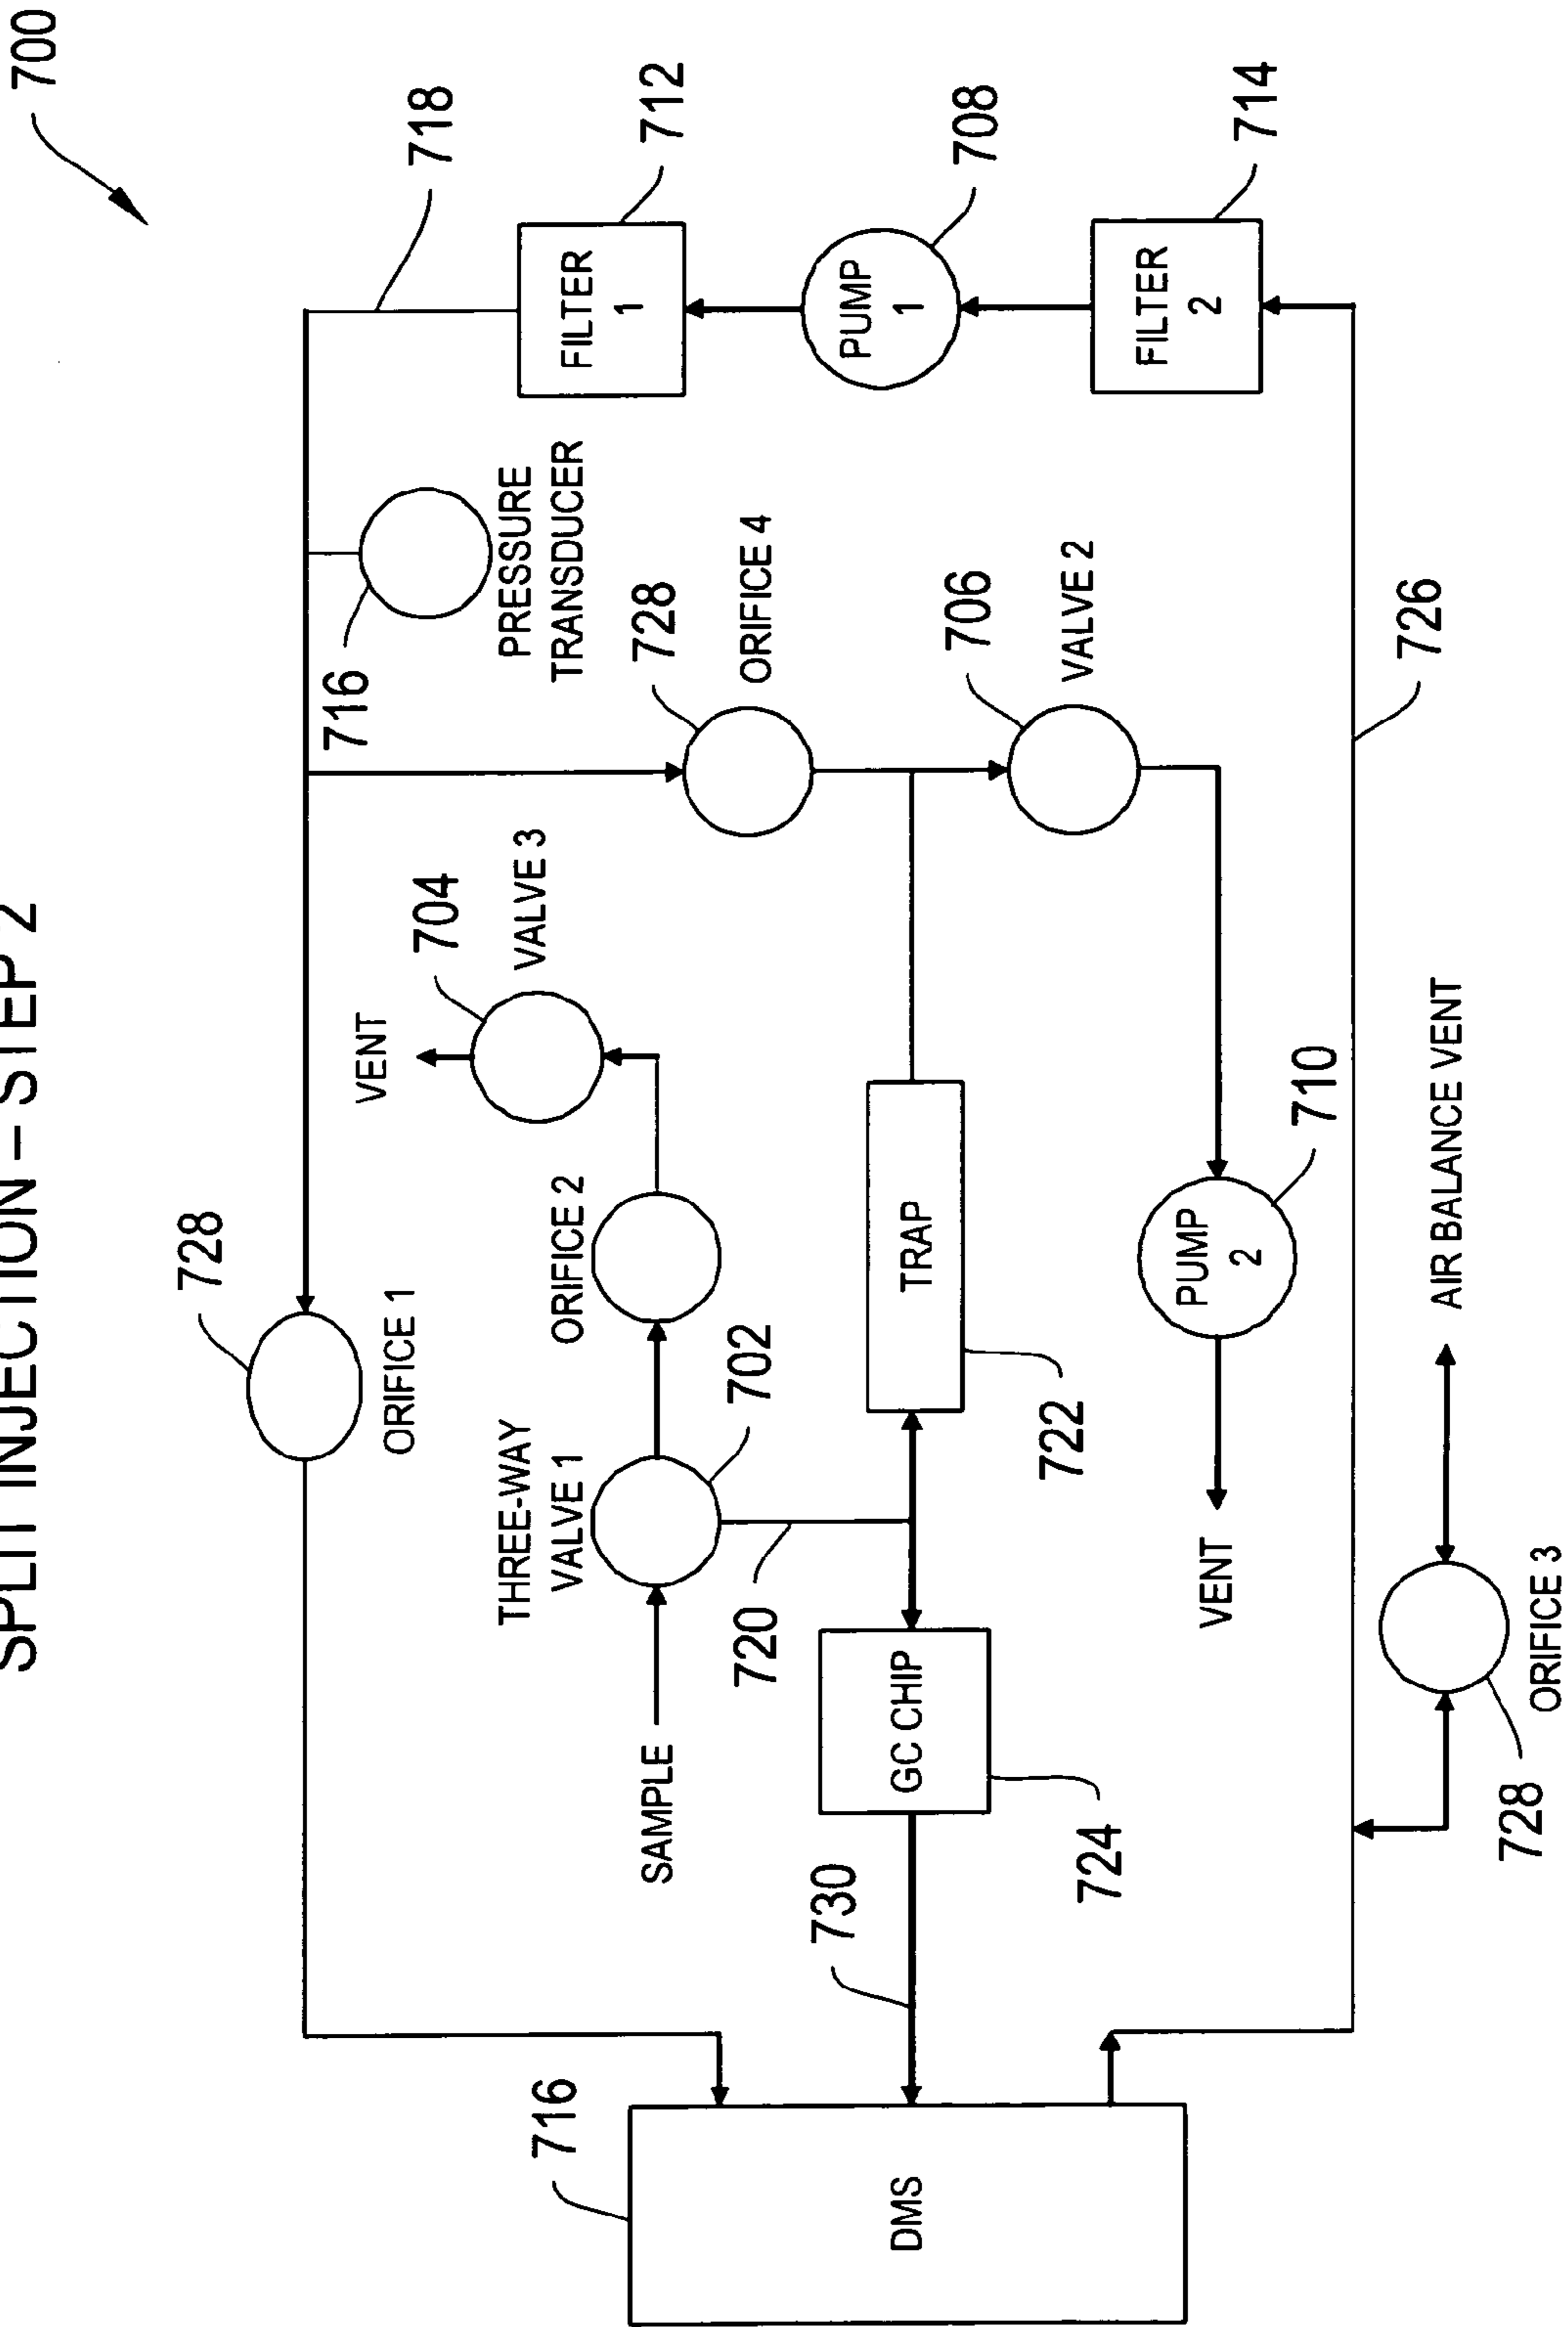 SPLIT INJECTION – STEP 2
700
728
ORIFICE 1
718
716
PRESSURE
TRANSDUCER
FILTER
1
712
VENT
704
VALVE 3
THREE-WAY
VALVE 1
702
ORIFICE 2
728
ORIFICE 4
PUMP
1
708
SAMPLE
720
716
DMS
730
GC CHIP
724
TRAP
722
706
VALVE 2
FILTER
2
714
VENT
PUMP
2
710
726
728
ORIFICE 3
AIR BALANCE VENT